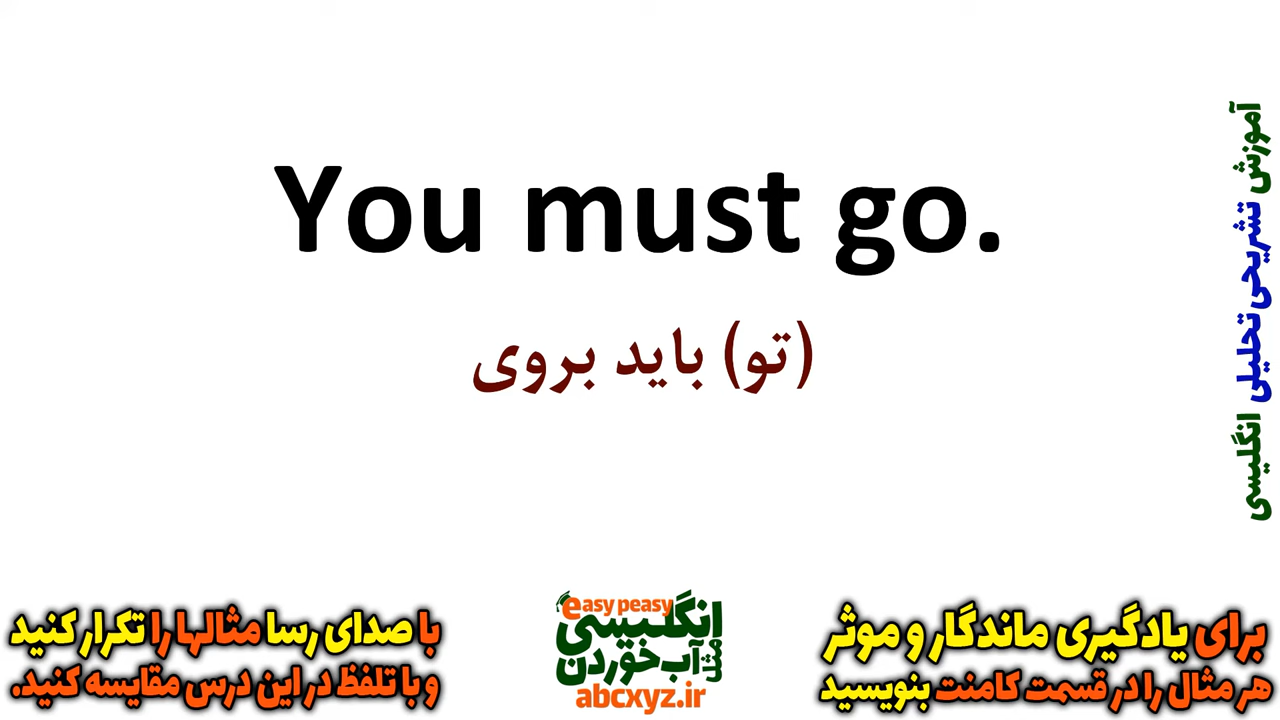 You must go.
(تو) باید بروی
آموزش تشریحی تحلیلی انگلیسی
برای یادگیری ماندگار و موثر
هر مثال را در قسمت کامنت بنویسید
easy peasy
انگلیسی
مثل آب خوردن
abcxyz.ir
با صدای رسا مثالها را تکرار کنید
و با تلفظ در این درس مقایسه کنید.